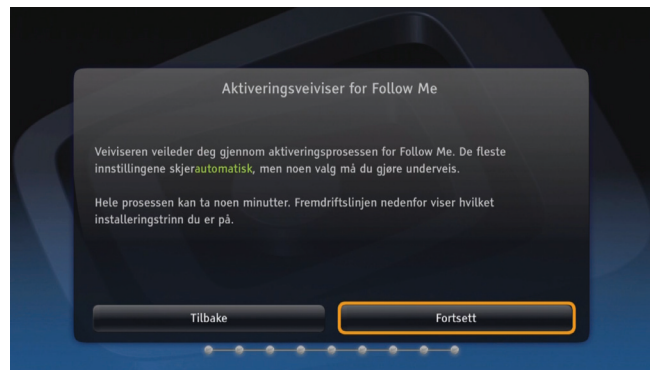 Aktiveringsveiviser for Follow Me
Veiviseren veileder deg gjennom aktiveringsprosessen for Follow Me. De fleste
innstillingene skjerautomatisk, men noen valg må du gjøre underveis.
Hele prosessen kan ta noen minutter. Fremdriftslinjen nedenfor viser hvilket
installeringstrinn du er på.
Tilbake
Fortsett